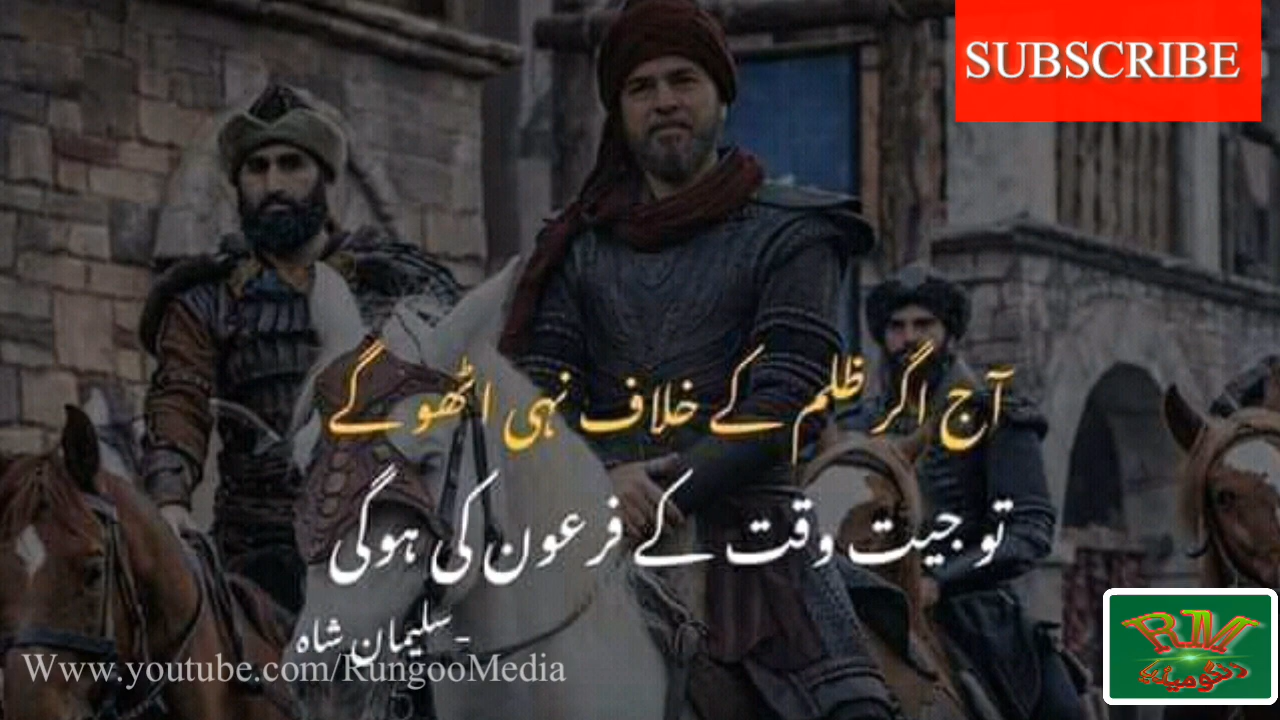 SUBSCRIBE
آج اگر ظلم کے خلاف نہی اٹھو گے
تو جیت وقت کے فرعون کی ہوگی
۔سلیمان شاہ
Www.youtube.com/RungooMedia
RM
رنگو میڈیا